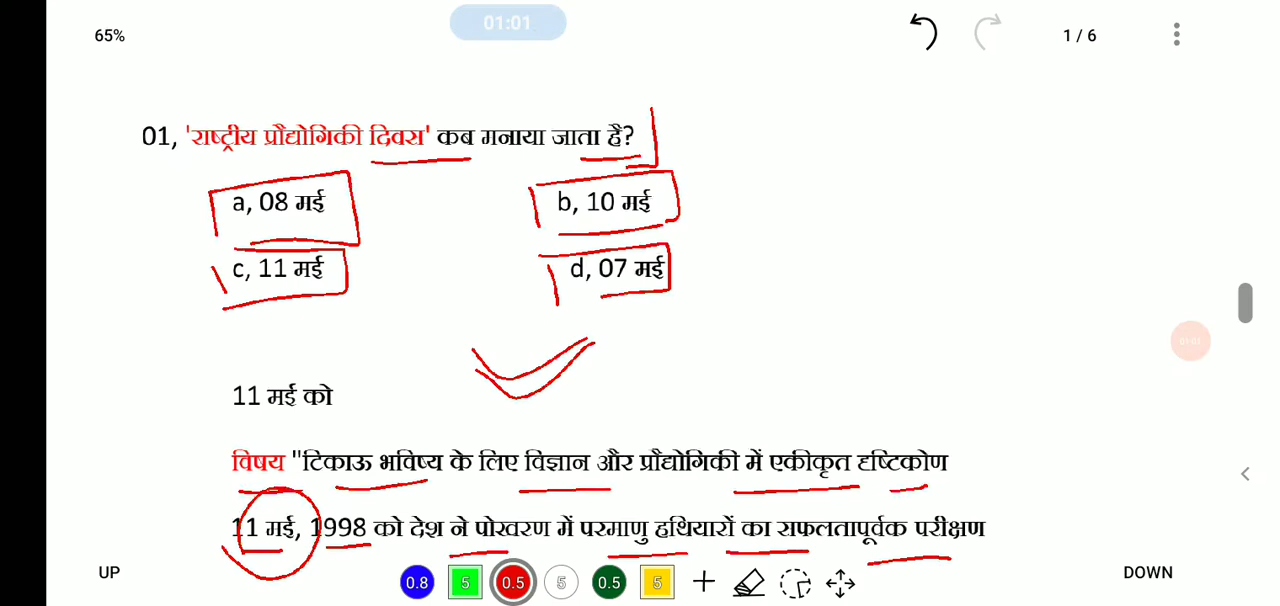 65%
01:01
1 / 6
01, 'राष्ट्रीय प्रौद्योगिकी दिवस' कब मनाया जाता है?
a, 08 मई
b, 10 मई
c, 11 मई
d, 07 मई
11 मई को
विषय "टिकाऊ भविष्य के लिए विज्ञान और प्रौद्योगिकी में एकीकृत दृष्टिकोण
11 मई, 1998 को देश ने पोखरण में परमाणु हथियारों का सफलतापूर्वक परीक्षण
UP
0.8
5
0.5
5
0.5
5
DOWN